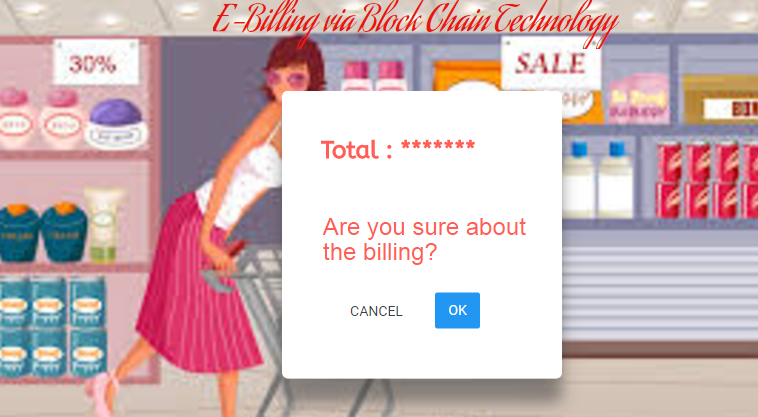 E-Billing via Block Chain Technology
30%
SALE
Total : *******
Are you sure about
the billing?
CANCEL
OK